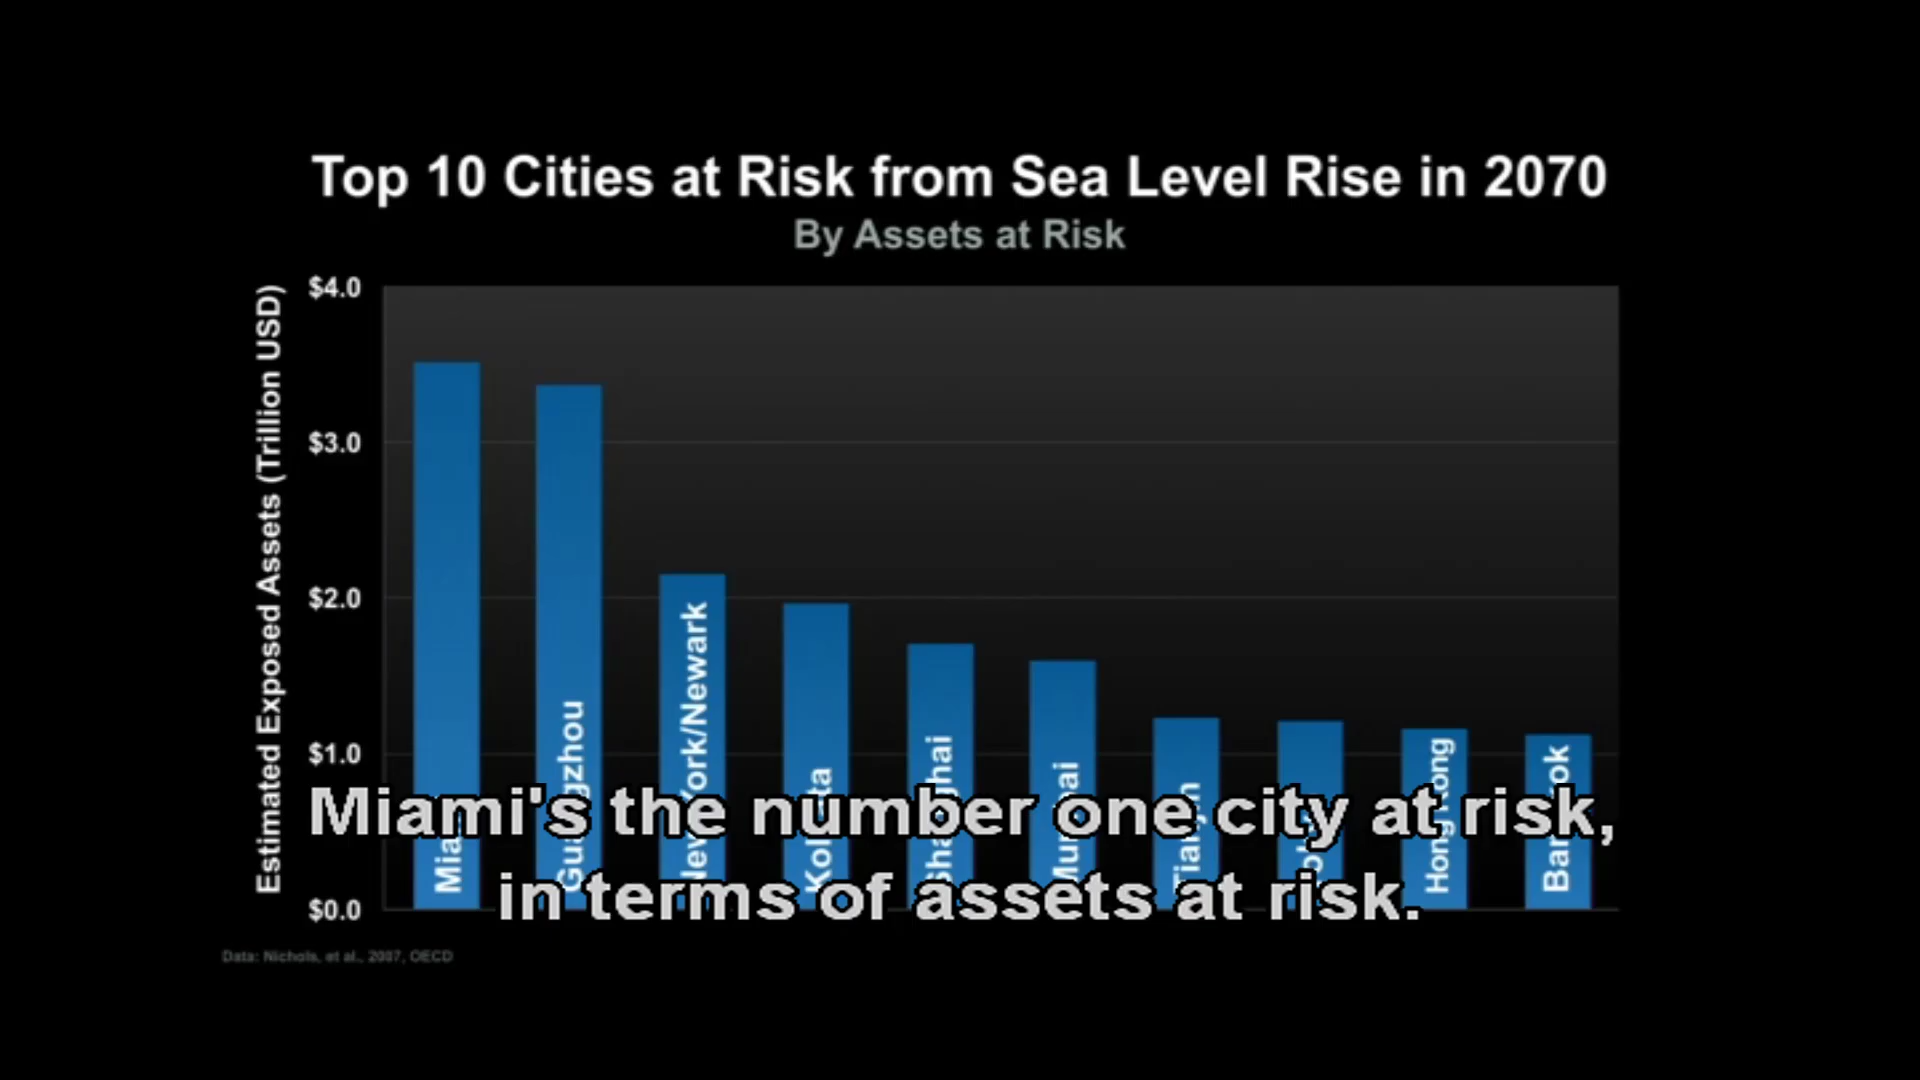 Top 10 Cities at Risk from Sea Level Rise in 2070
By Assets at Risk
Estimated Exposed Assets (Trillion USD)
$4.0
$3.0
$2.0
$1.0
$0.0
New York/Newark
Hong Kong
Miami's the number one city at risk,
in terms of assets at risk.
Data: Nichols, et al., 2007, OECD